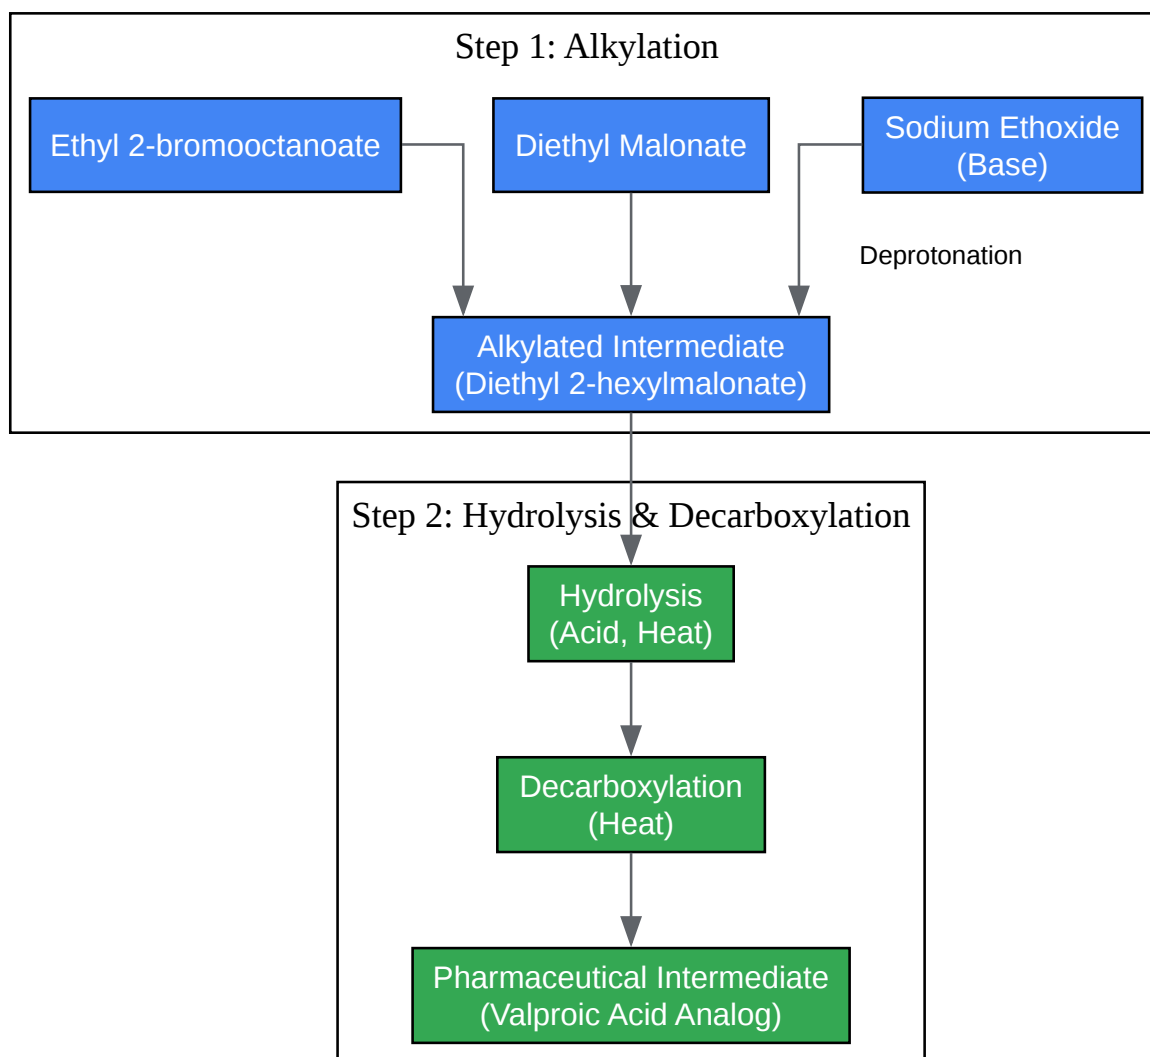 Step 1: Alkylation
Ethyl 2-bromooctanoate
Diethyl Malonate
Sodium Ethoxide
(Base)
Deprotonation
Alkylated Intermediate
(Diethyl 2-hexylmalonate)
Step 2: Hydrolysis & Decarboxylation
Hydrolysis
(Acid, Heat)
Decarboxylation
(Heat)
Pharmaceutical Intermediate
(Valproic Acid Analog)